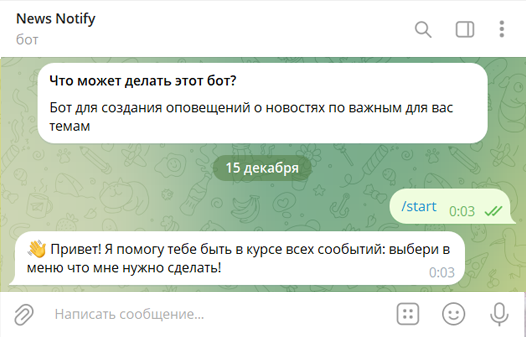 News Notify
бот
Что может делать этот бот?
Бот для создания оповещений о новостях по важным для вас
темам
15 декабря
/start 0:03
👋 Привет! Я помогу тебе быть в курсе всех сообытий: выбери в
меню что мне нужно сделать!
0:03
Написать сообщение...